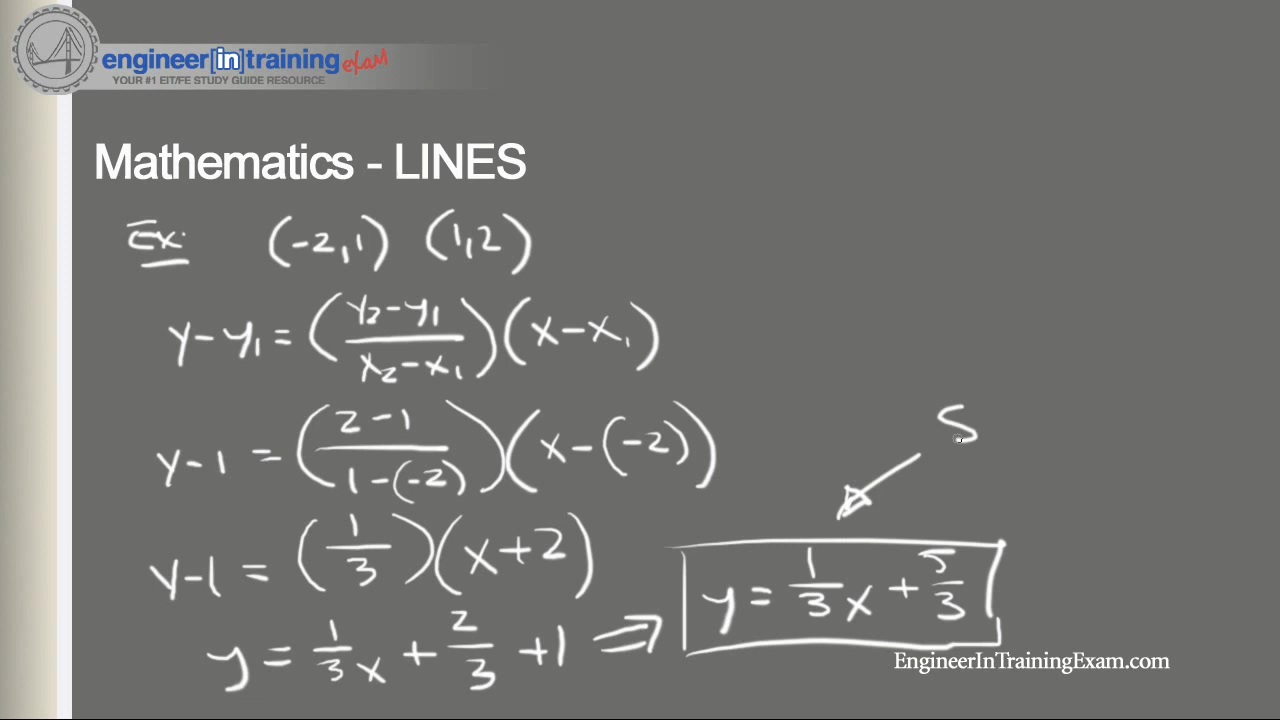 engineer[in]training exam
YOUR #1 EIT/FE STUDY GUIDE RESOURCE
Mathematics - LINES
Ex: (-2,1) (1,2)
y-y₁ = ((y₂-y₁)/(x₂-x₁))(x-x₁)
y-1 = ((2-1)/(1-(-2)))(x-(-2))
y-1 = (1/3)(x+2)
y = 1/3 x + 2/3 + 1 ⇒ y = 1/3 x + 5/3
S
EngineerInTrainingExam.com